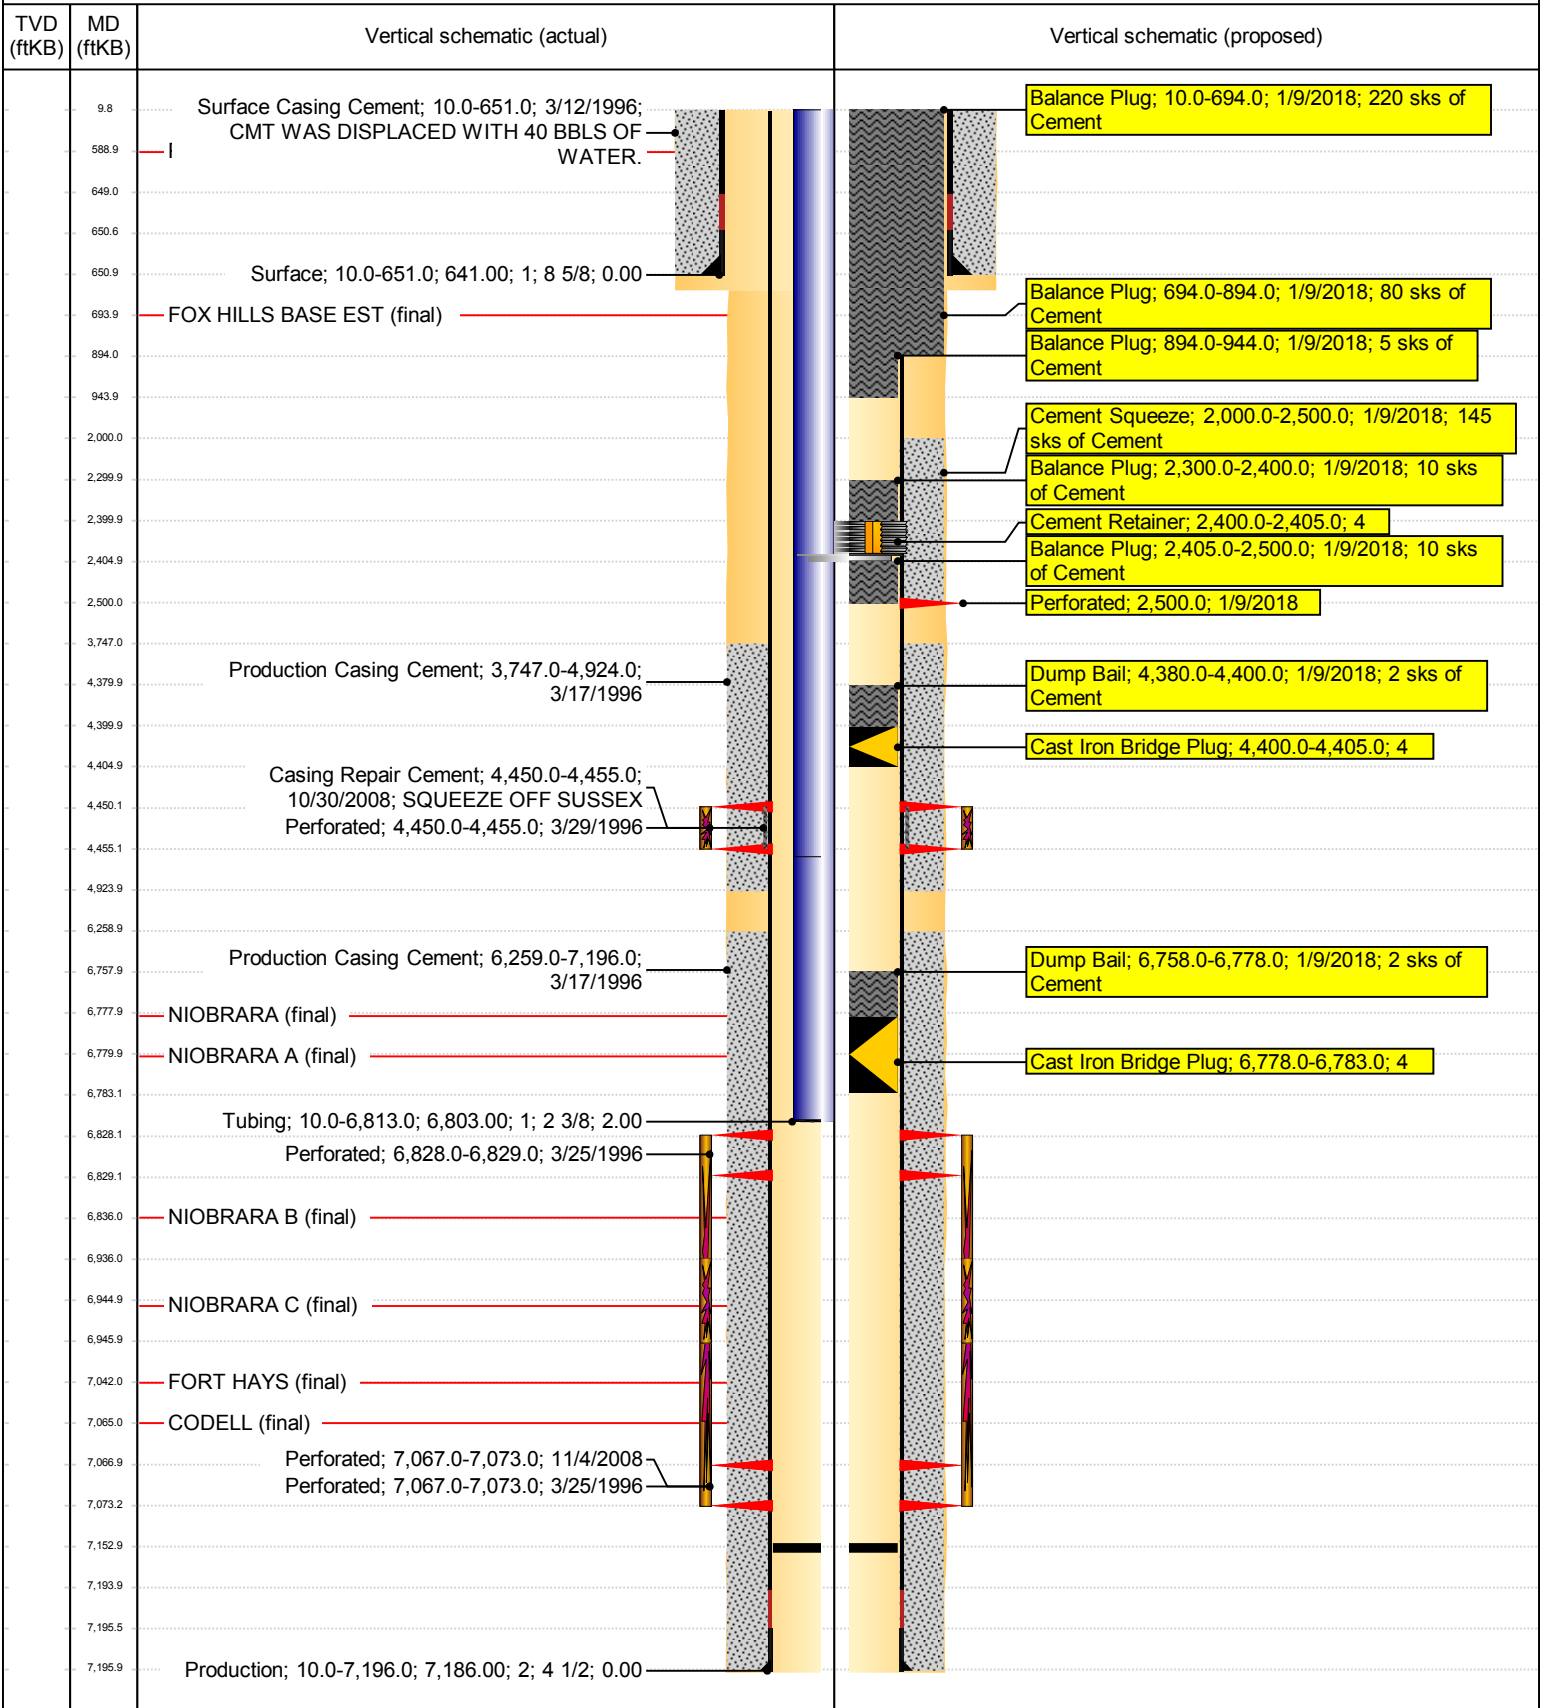 TVD (ftKB)
MD (ftKB)
Vertical schematic (actual)
Vertical schematic (proposed)
9.8
588.9
649.0
650.6
650.9
693.9
894.0
943.9
2,000.0
2,299.9
2,399.9
2,404.9
2,500.0
3,747.0
4,379.9
4,399.9
4,404.9
4,450.1
4,455.1
4,923.9
6,258.9
6,757.9
6,777.9
6,779.9
6,783.1
6,828.1
6,829.1
6,836.0
6,936.0
6,944.9
6,945.9
7,042.0
7,065.0
7,066.9
7,073.2
7,152.9
7,193.9
7,195.5
7,195.9
Surface Casing Cement; 10.0-651.0; 3/12/1996;
CMT WAS DISPLACED WITH 40 BBLS OF
WATER.
Surface; 10.0-651.0; 641.00; 1; 8 5/8; 0.00
FOX HILLS BASE EST (final)
Production Casing Cement; 3,747.0-4,924.0;
3/17/1996
Casing Repair Cement; 4,450.0-4,455.0;
10/30/2008; SQUEEZE OFF SUSSEX
Perforated; 4,450.0-4,455.0; 3/29/1996
Production Casing Cement; 6,259.0-7,196.0;
3/17/1996
NIOBRARA (final)
NIOBRARA A (final)
Tubing; 10.0-6,813.0; 6,803.00; 1; 2 3/8; 2.00
Perforated; 6,828.0-6,829.0; 3/25/1996
NIOBRARA B (final)
NIOBRARA C (final)
FORT HAYS (final)
CODELL (final)
Perforated; 7,067.0-7,073.0; 11/4/2008
Perforated; 7,067.0-7,073.0; 3/25/1996
Production; 10.0-7,196.0; 7,186.00; 2; 4 1/2; 0.00
Balance Plug; 10.0-694.0; 1/9/2018; 220 sks of
Cement
Balance Plug; 694.0-894.0; 1/9/2018; 80 sks of
Cement
Balance Plug; 894.0-944.0; 1/9/2018; 5 sks of
Cement
Cement Squeeze; 2,000.0-2,500.0; 1/9/2018; 145
sks of Cement
Balance Plug; 2,300.0-2,400.0; 1/9/2018; 10 sks
of Cement
Cement Retainer; 2,400.0-2,405.0; 4
Balance Plug; 2,405.0-2,500.0; 1/9/2018; 10 sks
of Cement
Perforated; 2,500.0; 1/9/2018
Dump Bail; 4,380.0-4,400.0; 1/9/2018; 2 sks of
Cement
Cast Iron Bridge Plug; 4,400.0-4,405.0; 4
Dump Bail; 6,758.0-6,778.0; 1/9/2018; 2 sks of
Cement
Cast Iron Bridge Plug; 6,778.0-6,783.0; 4